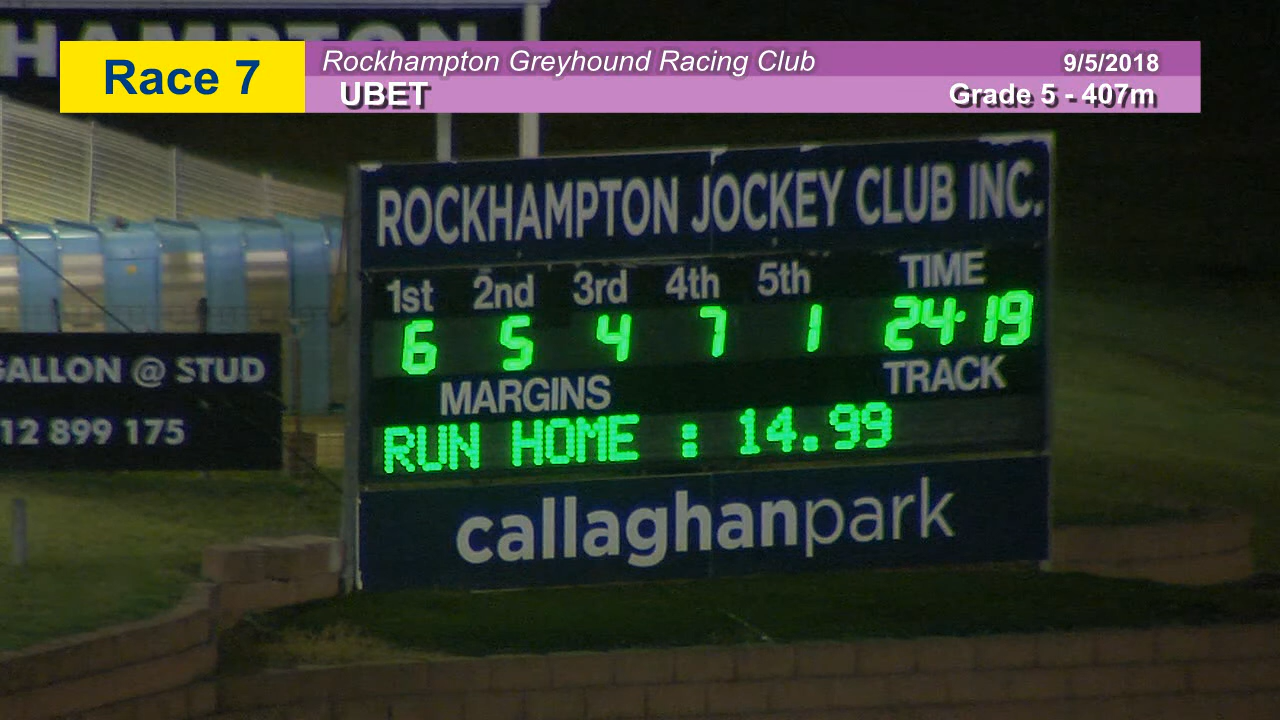 HAMPTON
Race 7
Rockhampton Greyhound Racing Club
9/5/2018
UBET
Grade 5 - 407m
ROCKHAMPTON JOCKEY CLUB INC.
1st 2nd 3rd 4th 5th TIME
6 5 4 7 1 24.19
MARGINS TRACK
RUN HOME : 14.99
callaghanpark
GALLON @ STUD
12 899 175